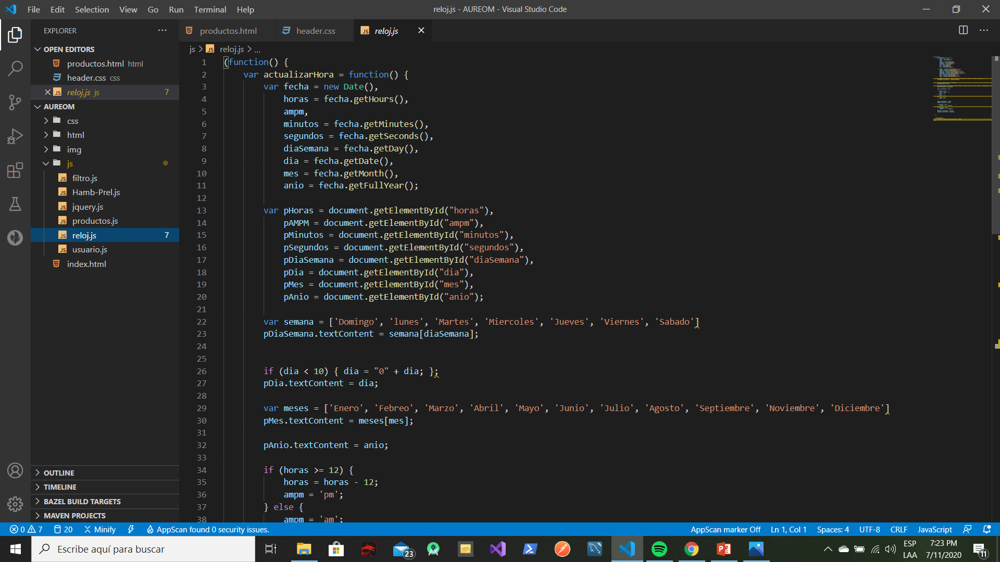 File Edit Selection View Go Run Terminal Help
reloj.js - AUREOM - Visual Studio Code
EXPLORER
OPEN EDITORS
productos.html html
header.css css
reloj.js js 7
AUREOM
css
html
img
js
JS filtro.js
JS Hamb-Prel.js
JS jquery.js
JS productos.js
JS reloj.js 7
JS usuario.js
index.html
OUTLINE
TIMELINE
BAZEL BUILD TARGETS
MAVEN PROJECTS
productos.html header.css JS reloj.js
js > JS reloj.js > ...
1 (function() {
2 var actualizarHora = function() {
3 var fecha = new Date(),
4 horas = fecha.getHours(),
5 ampm,
6 minutos = fecha.getMinutes(),
7 segundos = fecha.getSeconds(),
8 diaSemana = fecha.getDay(),
9 dia = fecha.getDate(),
10 mes = fecha.getMonth(),
11 anio = fecha.getFullYear();
12
13 var pHoras = document.getElementById("horas"),
14 pAMPM = document.getElementById("ampm"),
15 pMinutos = document.getElementById("minutos"),
16 pSegundos = document.getElementById("segundos"),
17 pDiaSemana = document.getElementById("diaSemana"),
18 pDia = document.getElementById("dia"),
19 pMes = document.getElementById("mes"),
20 pAnio = document.getElementById("anio");
21
22 var semana = ['Domingo', 'lunes', 'Martes', 'Miercoles', 'Jueves', 'Viernes', 'Sabado']
23 pDiaSemana.textContent = semana[diaSemana];
24
25
26 if (dia < 10) { dia = "0" + dia; };
27 pDia.textContent = dia;
28
29 var meses = ['Enero', 'Febreo', 'Marzo', 'Abril', 'Mayo', 'Junio', 'Julio', 'Agosto', 'Septiembre', 'Noviembre', 'Diciembre']
30 pMes.textContent = meses[mes];
31
32 pAnio.textContent = anio;
33
34 if (horas >= 12) {
35 horas = horas - 12;
36 ampm = 'pm';
37 } else {
38 ampm = 'am';
0 7 20 Minify AppScan found 0 security issues.
AppScan marker Off Ln 1, Col 1 Spaces: 4 UTF-8 CRLF JavaScript
Escribe aquí para buscar
23
ESP
LAA
7:23 PM
7/11/2020
11